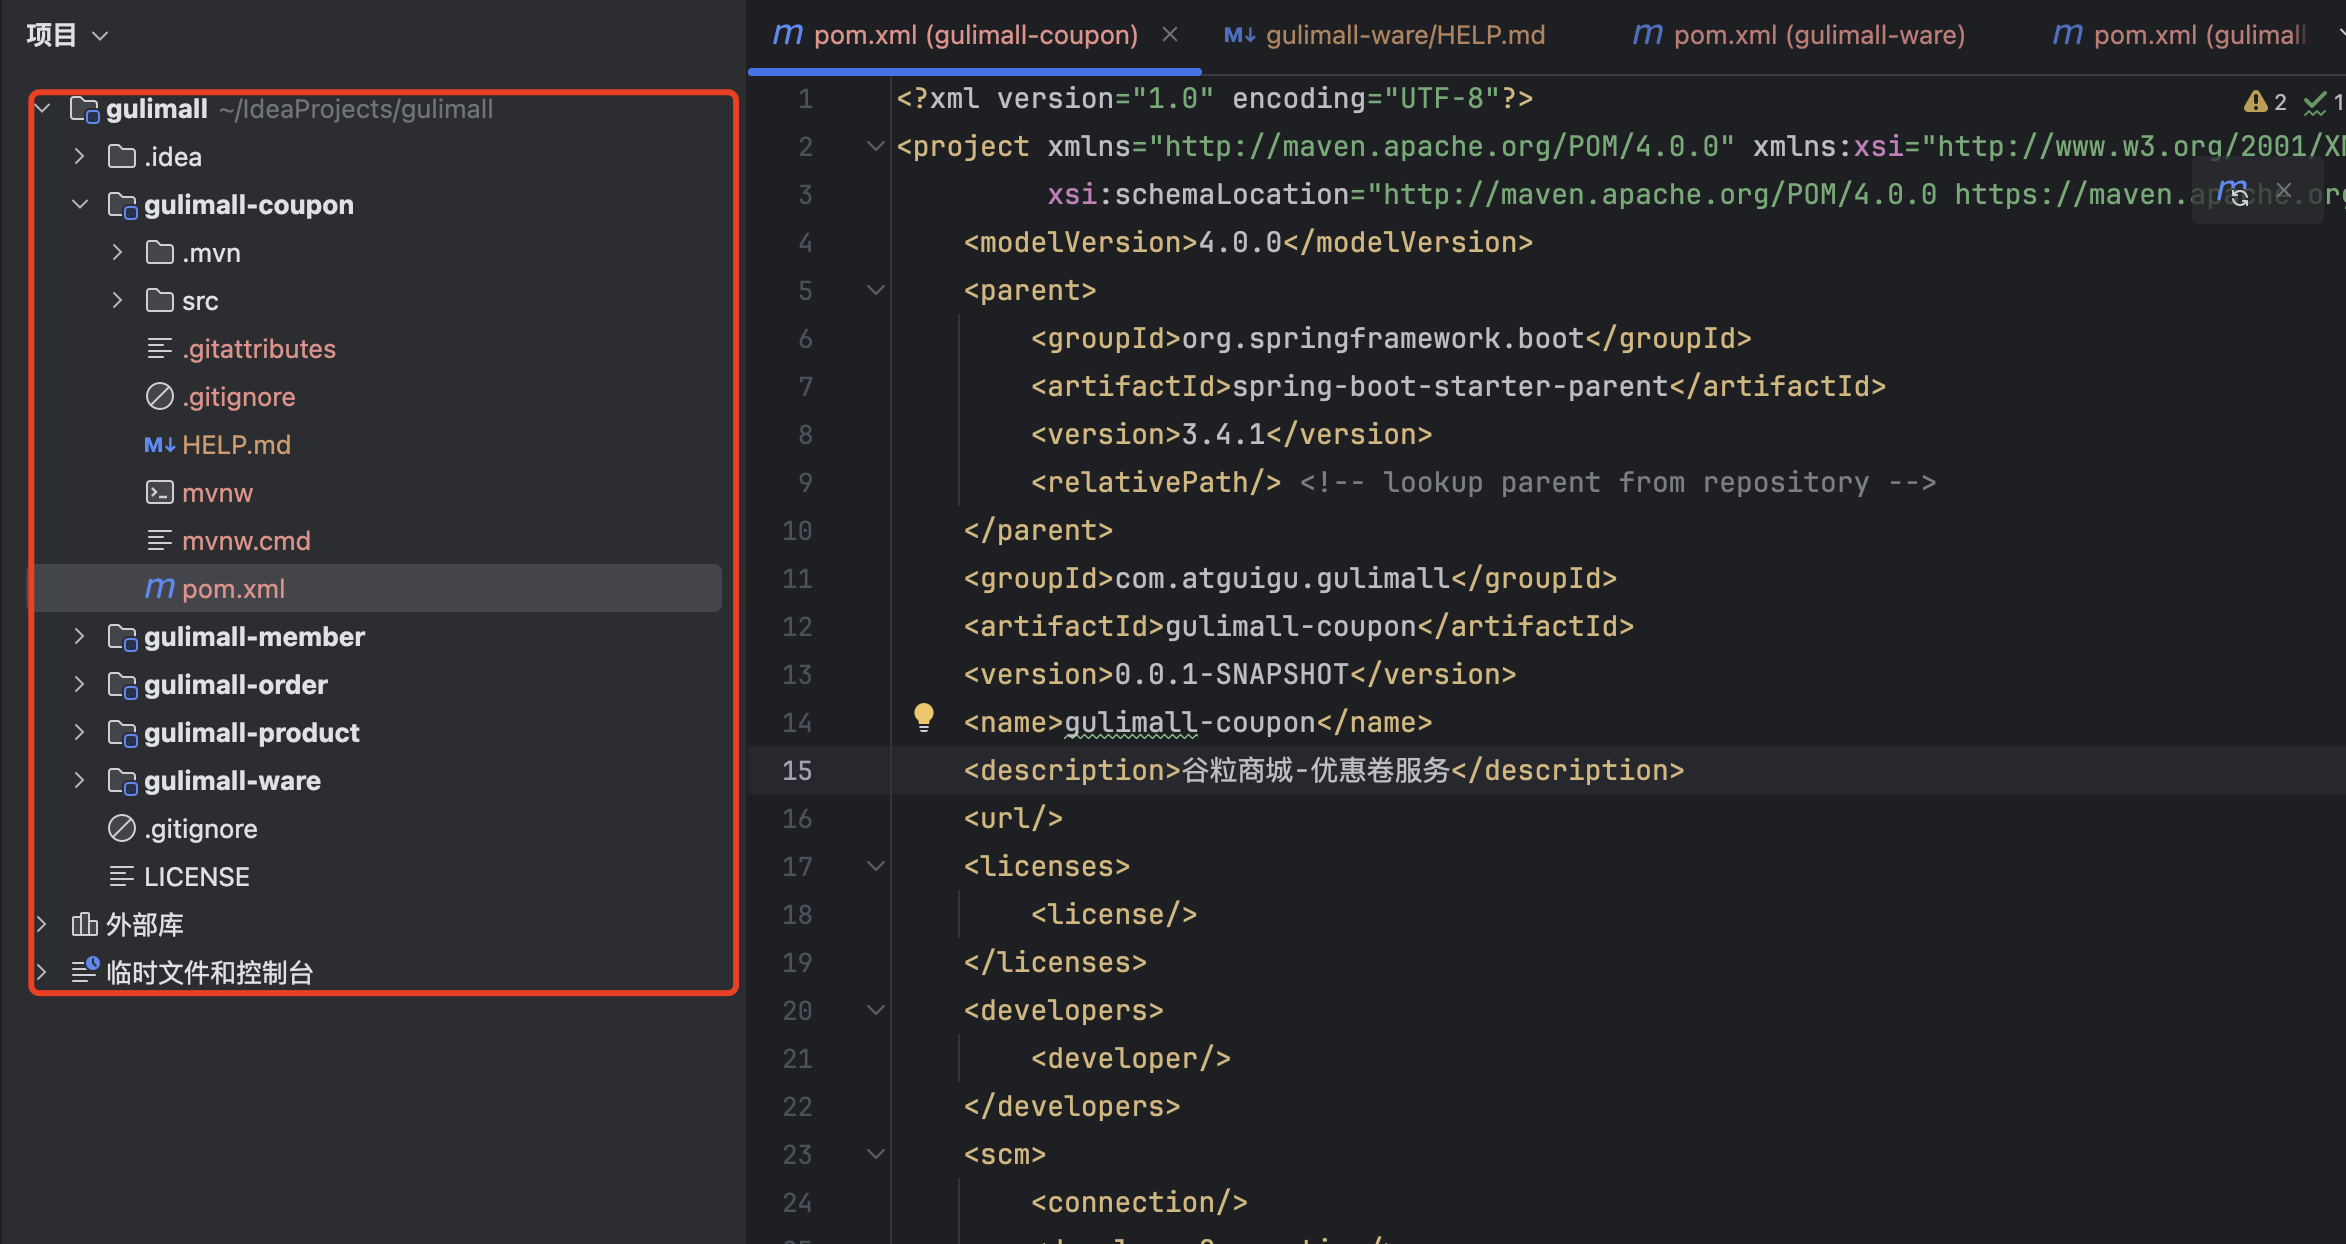 项目
gulimall ~/IdeaProjects/gulimall
.idea
gulimall-coupon
.mvn
src
.gitattributes
.gitignore
M↓ HELP.md
mvnw
mvnw.cmd
m pom.xml
gulimall-member
gulimall-order
gulimall-product
gulimall-ware
.gitignore
LICENSE
外部库
临时文件和控制台
m pom.xml (gulimall-coupon)
M↓ gulimall-ware/HELP.md
m pom.xml (gulimall-ware)
m pom.xml (gulimall
2 1
1 <?xml version="1.0" encoding="UTF-8"?>
2 <project xmlns="http://maven.apache.org/POM/4.0.0" xmlns:xsi="http://www.w3.org/2001/XM
3 xsi:schemaLocation="http://maven.apache.org/POM/4.0.0 https://maven.apache.org
4 <modelVersion>4.0.0</modelVersion>
5 <parent>
6 <groupId>org.springframework.boot</groupId>
7 <artifactId>spring-boot-starter-parent</artifactId>
8 <version>3.4.1</version>
9 <relativePath/> <!-- lookup parent from repository -->
10 </parent>
11 <groupId>com.atguigu.gulimall</groupId>
12 <artifactId>gulimall-coupon</artifactId>
13 <version>0.0.1-SNAPSHOT</version>
14 <name>gulimall-coupon</name>
15 <description>谷粒商城-优惠卷服务</description>
16 <url/>
17 <licenses>
18 <license/>
19 </licenses>
20 <developers>
21 <developer/>
22 </developers>
23 <scm>
24 <connection/>